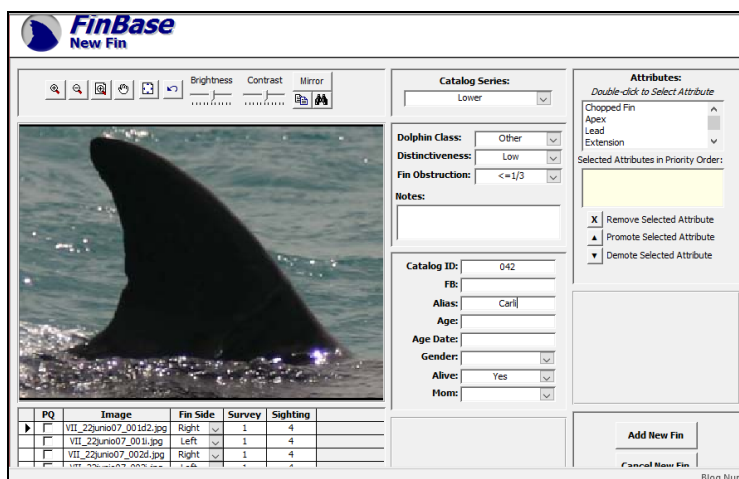 FinBase
New Fin
Brightness Contrast Mirror
Catalog Series:
Lower
Attributes:
Double-click to Select Attribute
Chopped Fin
Apex
Lead
Extension
Selected Attributes in Priority Order:
X Remove Selected Attribute
Promote Selected Attribute
Demote Selected Attribute
Dolphin Class: Other
Distinctiveness: Low
Fin Obstruction: <=1/3
Notes:
Catalog ID: 042
FB:
Alias: Carli
Age:
Age Date:
Gender:
Alive: Yes
Mom:
PQ Image Fin Side Survey Sighting
VII_22junio07_001d2.jpg Right 1 4
VII_22junio07_001i.jpg Left 1 4
VII_22junio07_002d.jpg Right 1 4
Add New Fin
Cancel New Fin